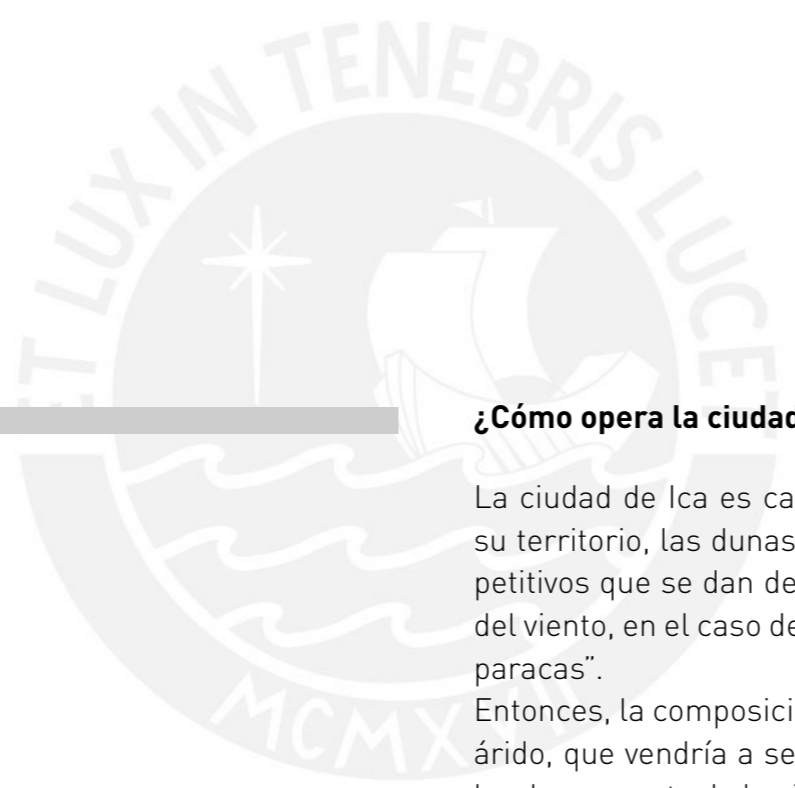 ET LUX IN TENEBRIS LUCET
MCMXVII
¿Cómo opera la ciudad
La ciudad de Ica es ca
su territorio, las dunas
petitivos que se dan de
del viento, en el caso de
paracas”.
Entonces, la composici
árido, que vendría a se